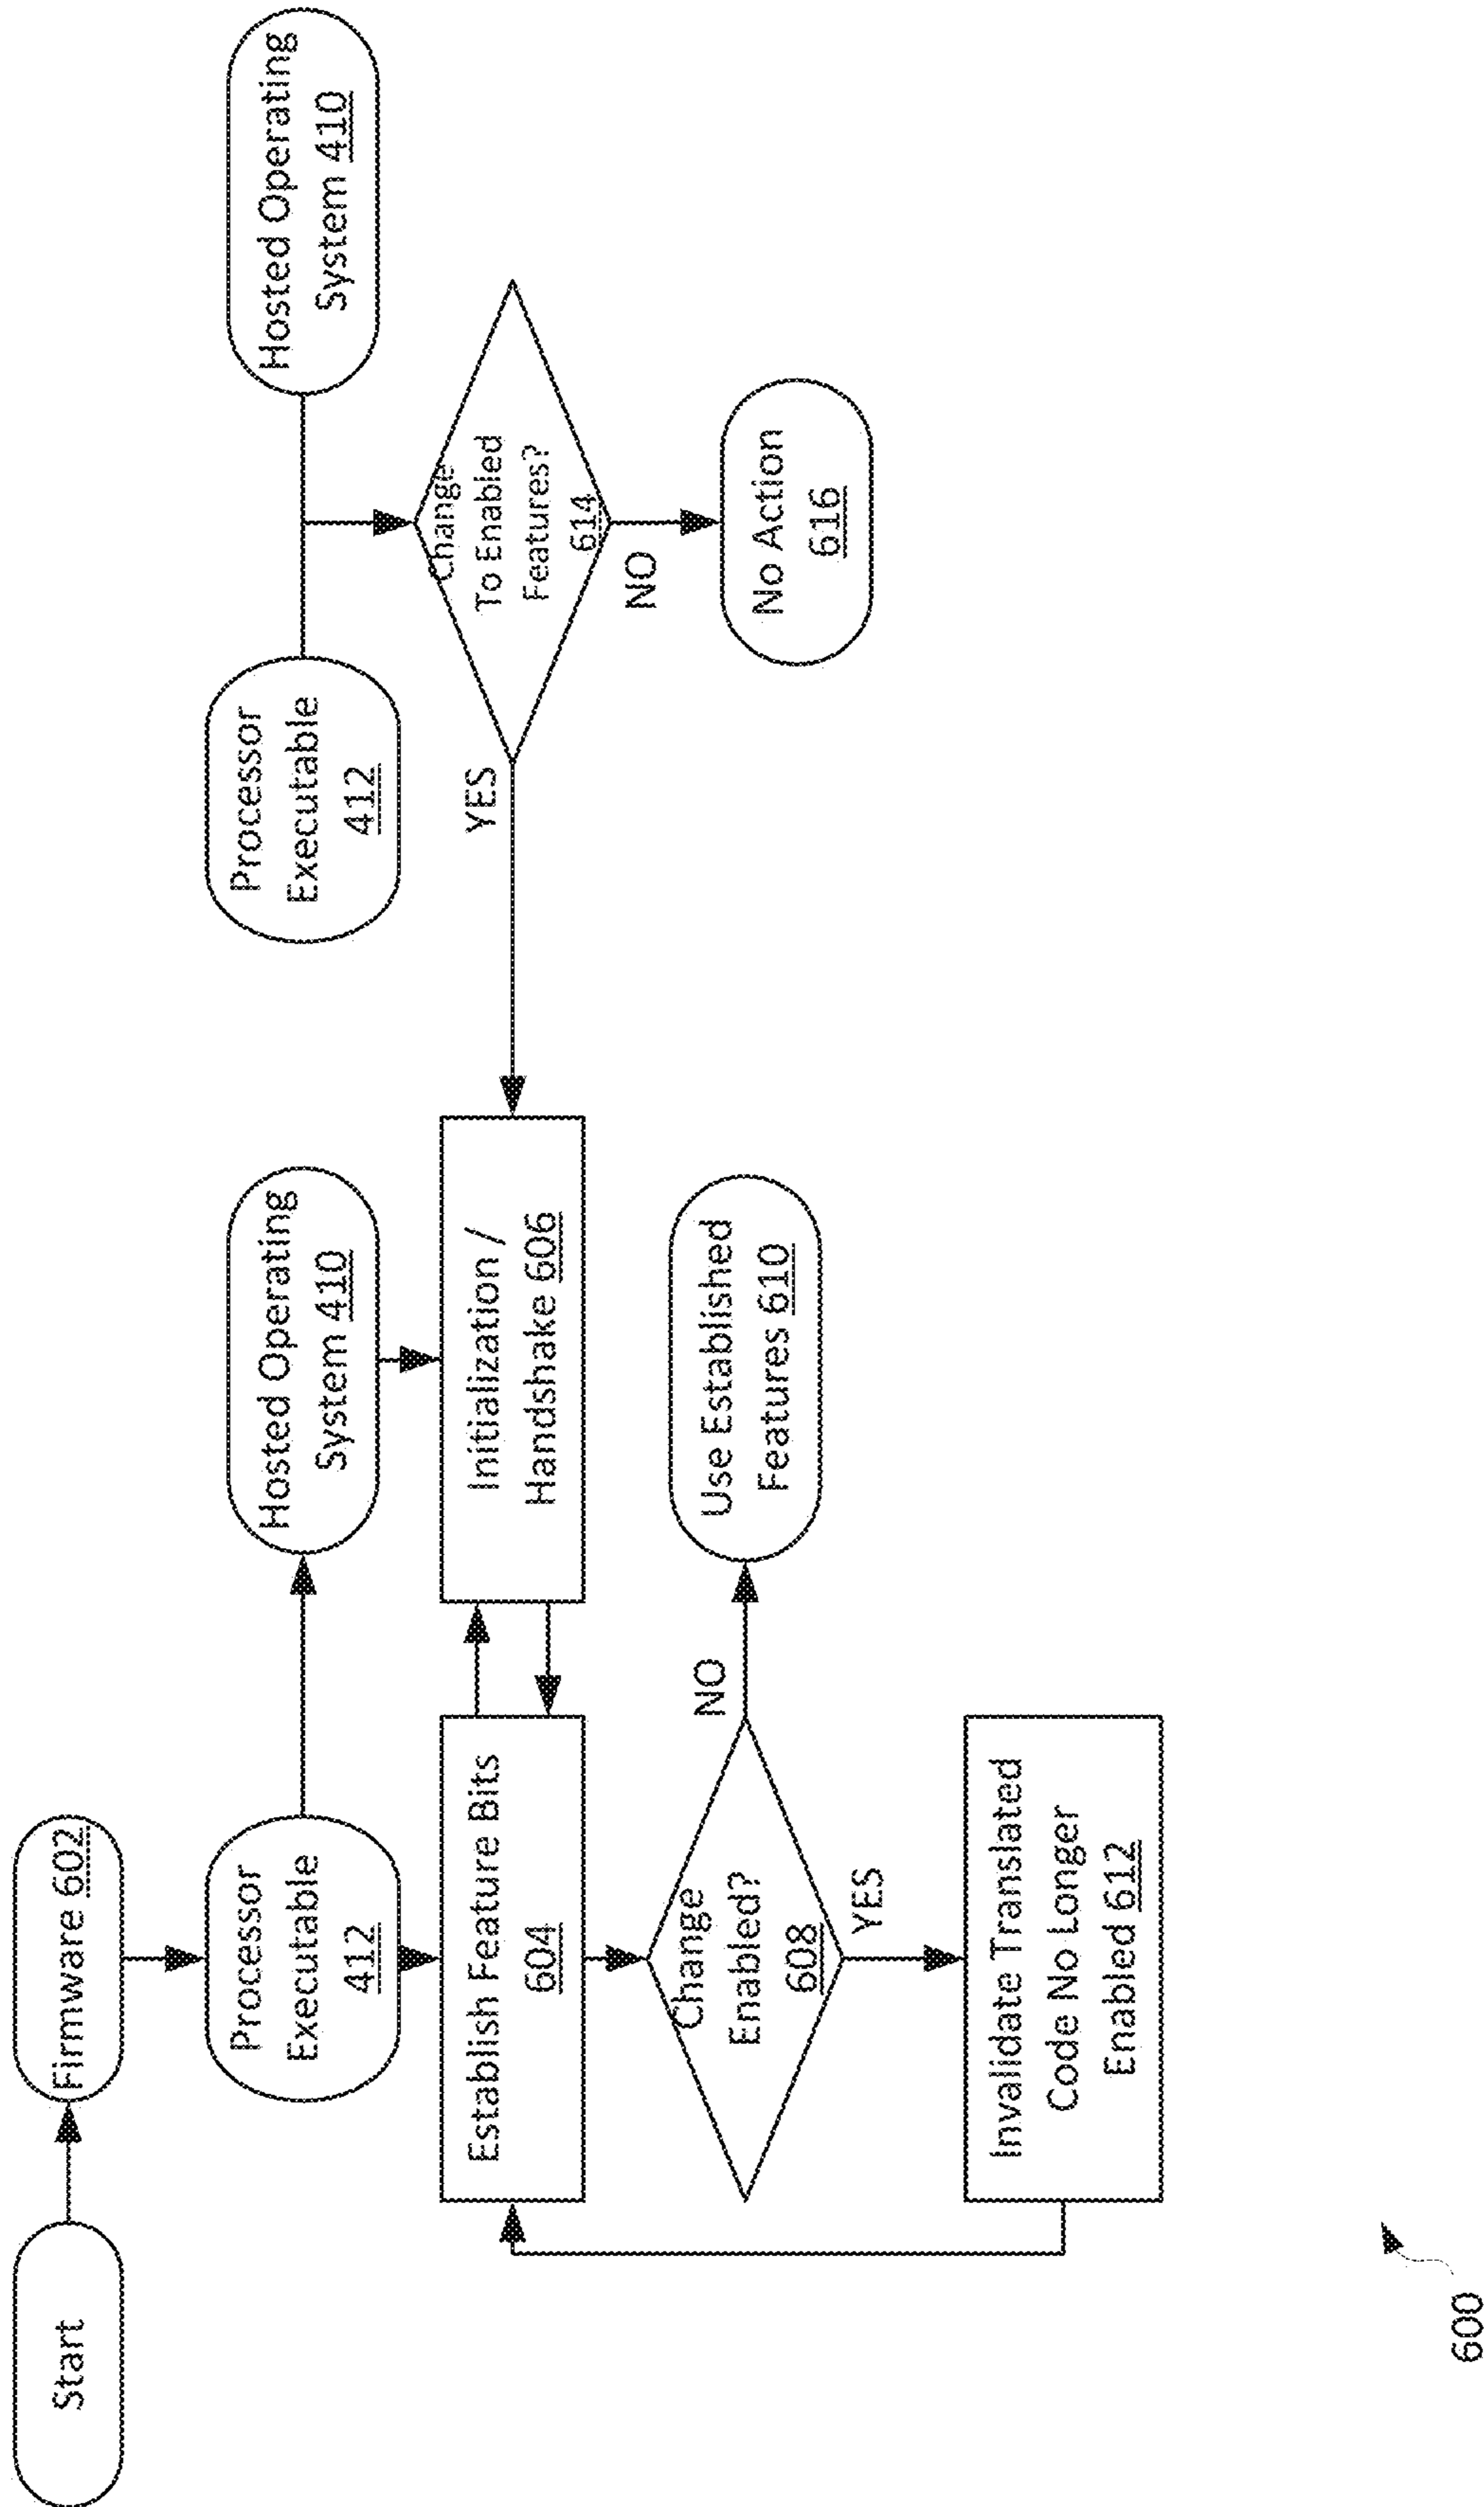 Start
Firmware 602
Processor
Executable
412
Hosted Operating
System 410
Processor
Executable
412
Hosted Operating
System 410
Establish Feature Bits
604
Initialization /
Handshake 606
YES
Change
To Enabled
Features?
614
NO
No Action
616
Change
Enabled?
608
NO
Use Established
Features 610
YES
Invalidate Translated
Code No Longer
Enabled 612
600